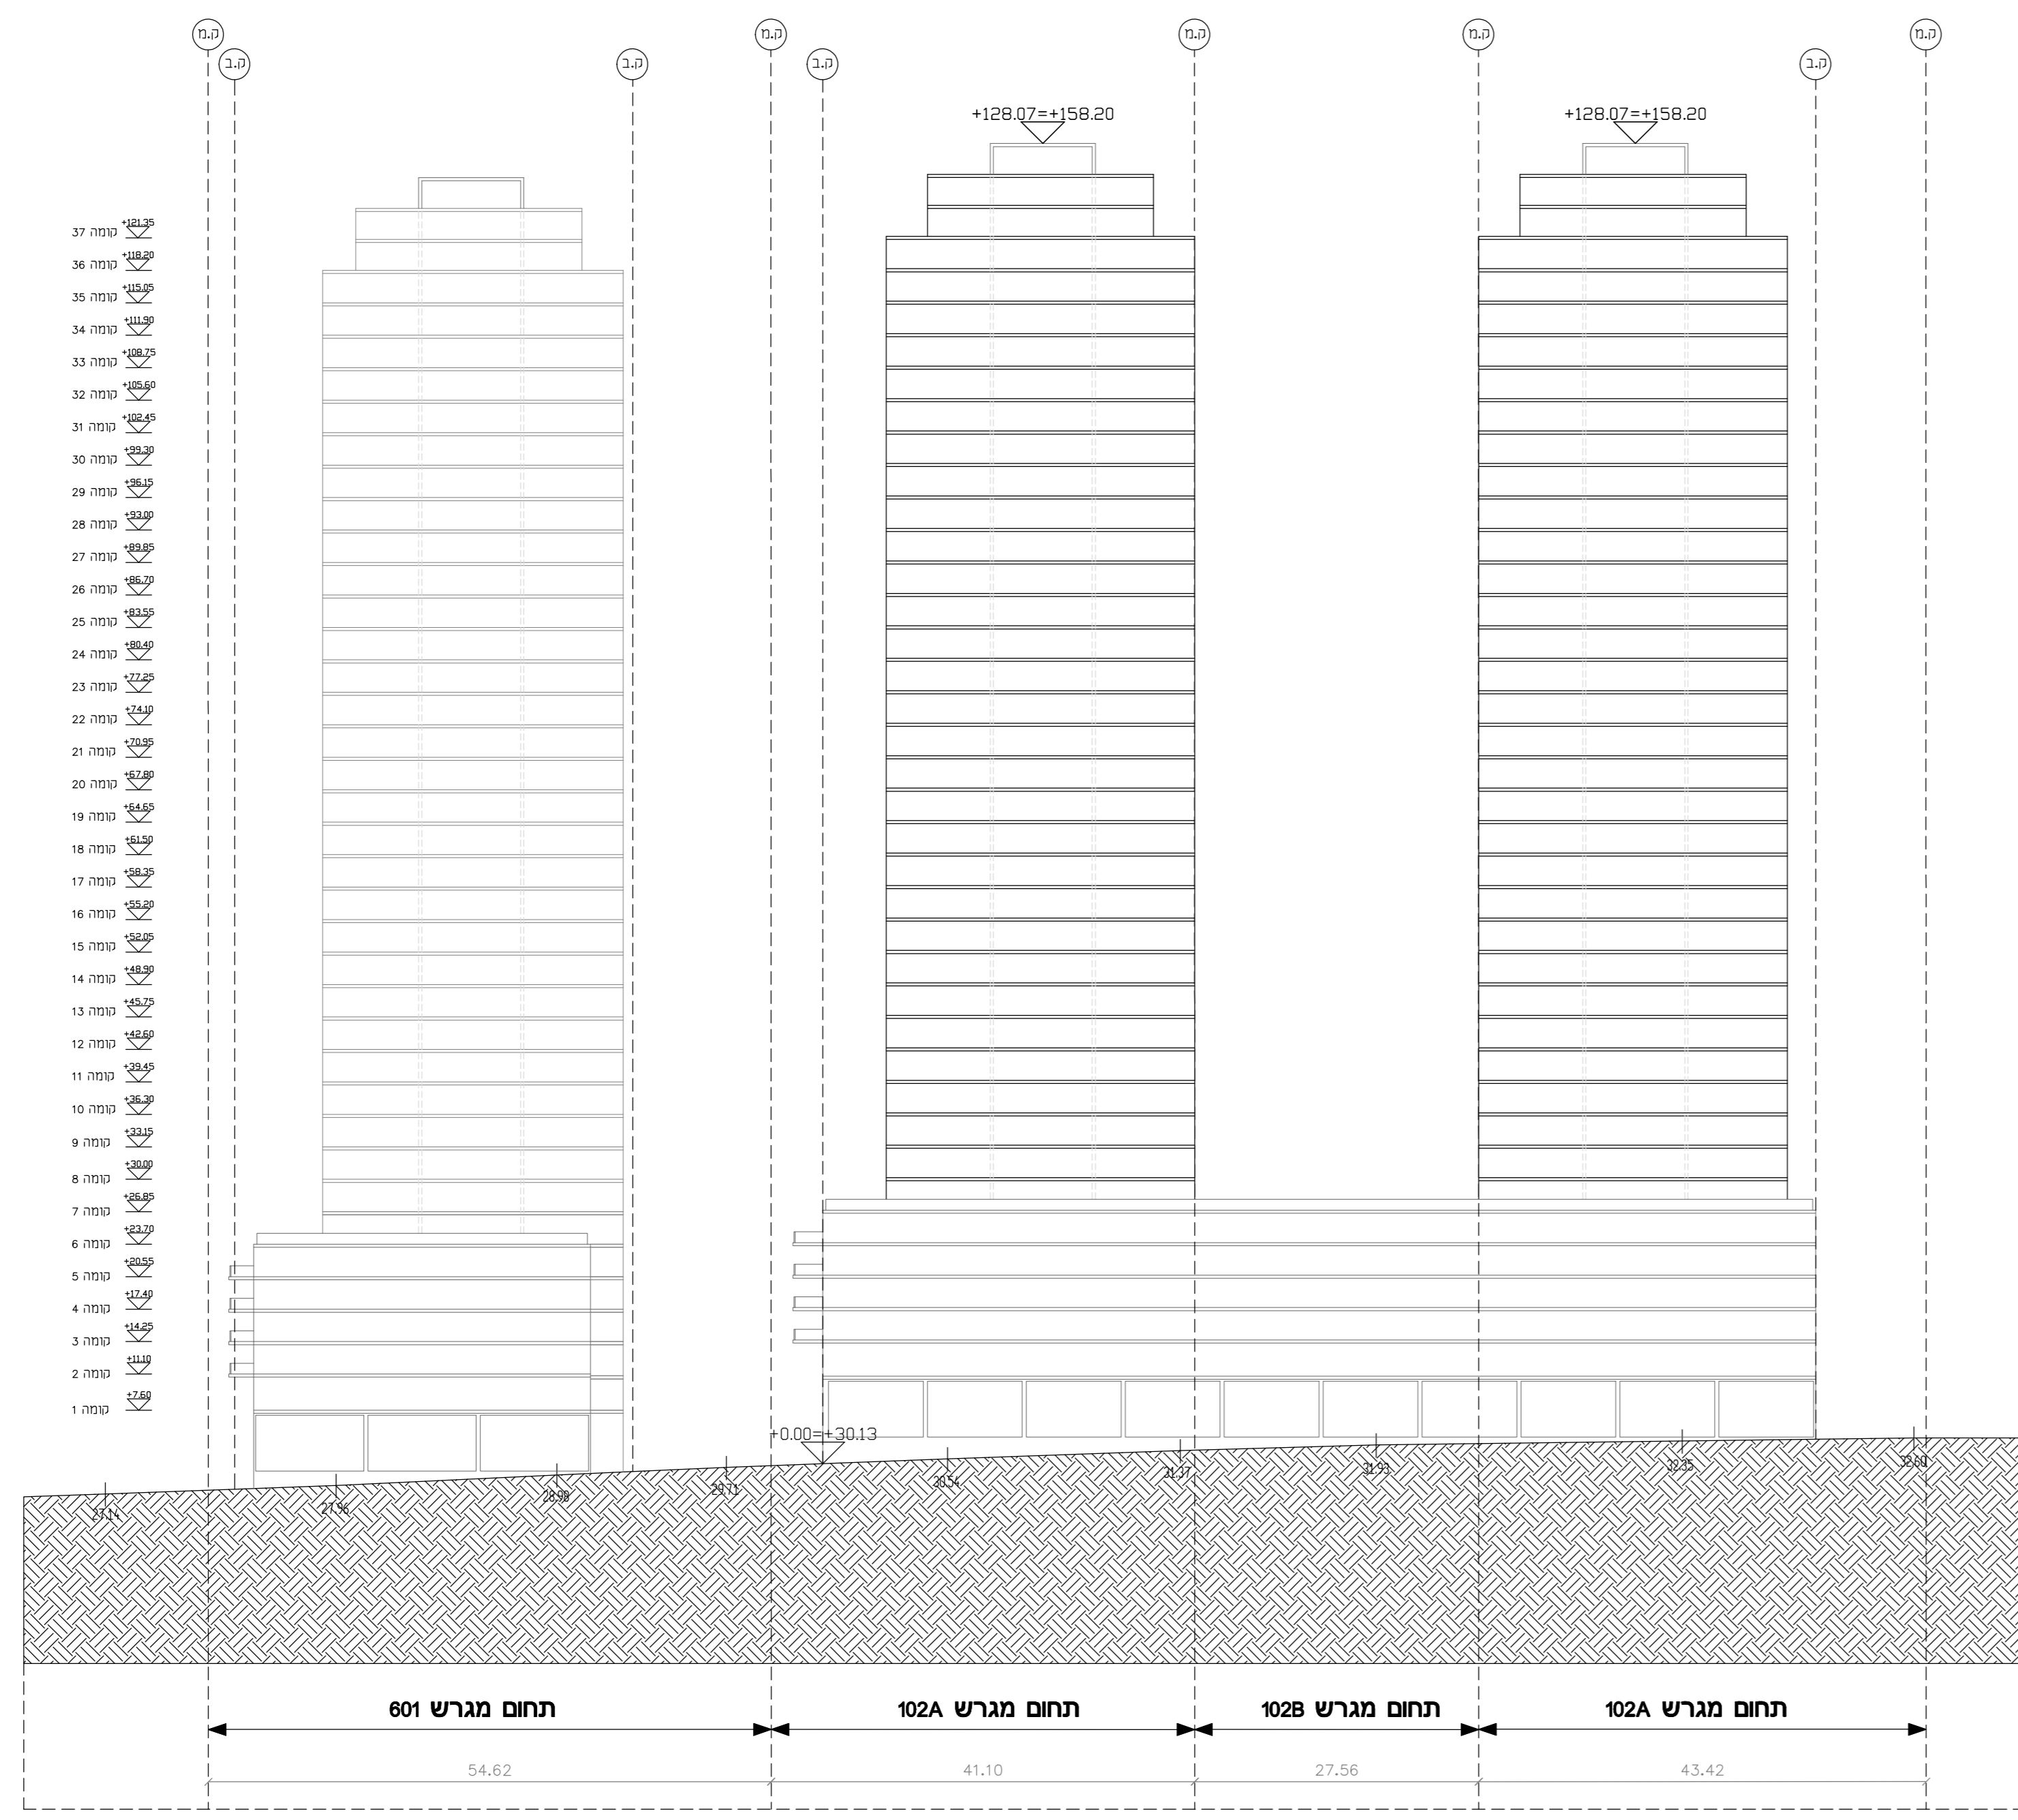 ק.מ ק.מ ק.מ ק.מ ק.מ
ק.ב ק.ב ק.ב ק.ב
+128.07=+158.20 +128.07=+158.20
קומה 37 +121.35
קומה 36 +118.20
קומה 35 +115.05
קומה 34 +111.90
קומה 33 +108.75
קומה 32 +105.60
קומה 31 +102.45
קומה 30 +99.30
קומה 29 +96.15
קומה 28 +93.00
קומה 27 +89.85
קומה 26 +86.70
קומה 25 +83.55
קומה 24 +80.40
קומה 23 +77.25
קומה 22 +74.10
קומה 21 +70.95
קומה 20 +67.80
קומה 19 +64.65
קומה 18 +61.50
קומה 17 +58.35
קומה 16 +55.20
קומה 15 +52.05
קומה 14 +48.90
קומה 13 +45.75
קומה 12 +42.60
קומה 11 +39.45
קומה 10 +36.30
קומה 9 +33.15
קומה 8 +30.00
קומה 7 +26.85
קומה 6 +23.70
קומה 5 +20.55
קומה 4 +17.40
קומה 3 +14.25
קומה 2 +11.10
קומה 1 +7.60
+0.00=+30.13
27.14 27.96 28.98 29.71 30.54 31.37 31.93 32.35 32.60
תחום מגרש 601 תחום מגרש 102A תחום מגרש 102B תחום מגרש 102A
54.62 41.10 27.56 43.42